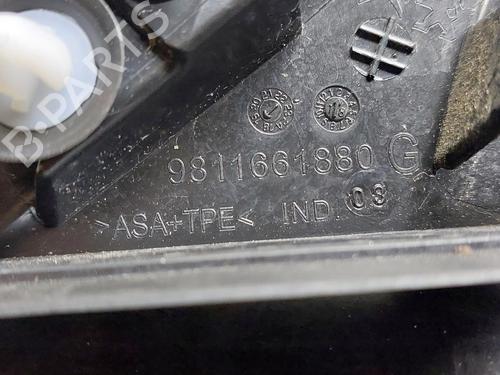 B-PARTS
9811661880 G
>ASA+TPE< IND. 08